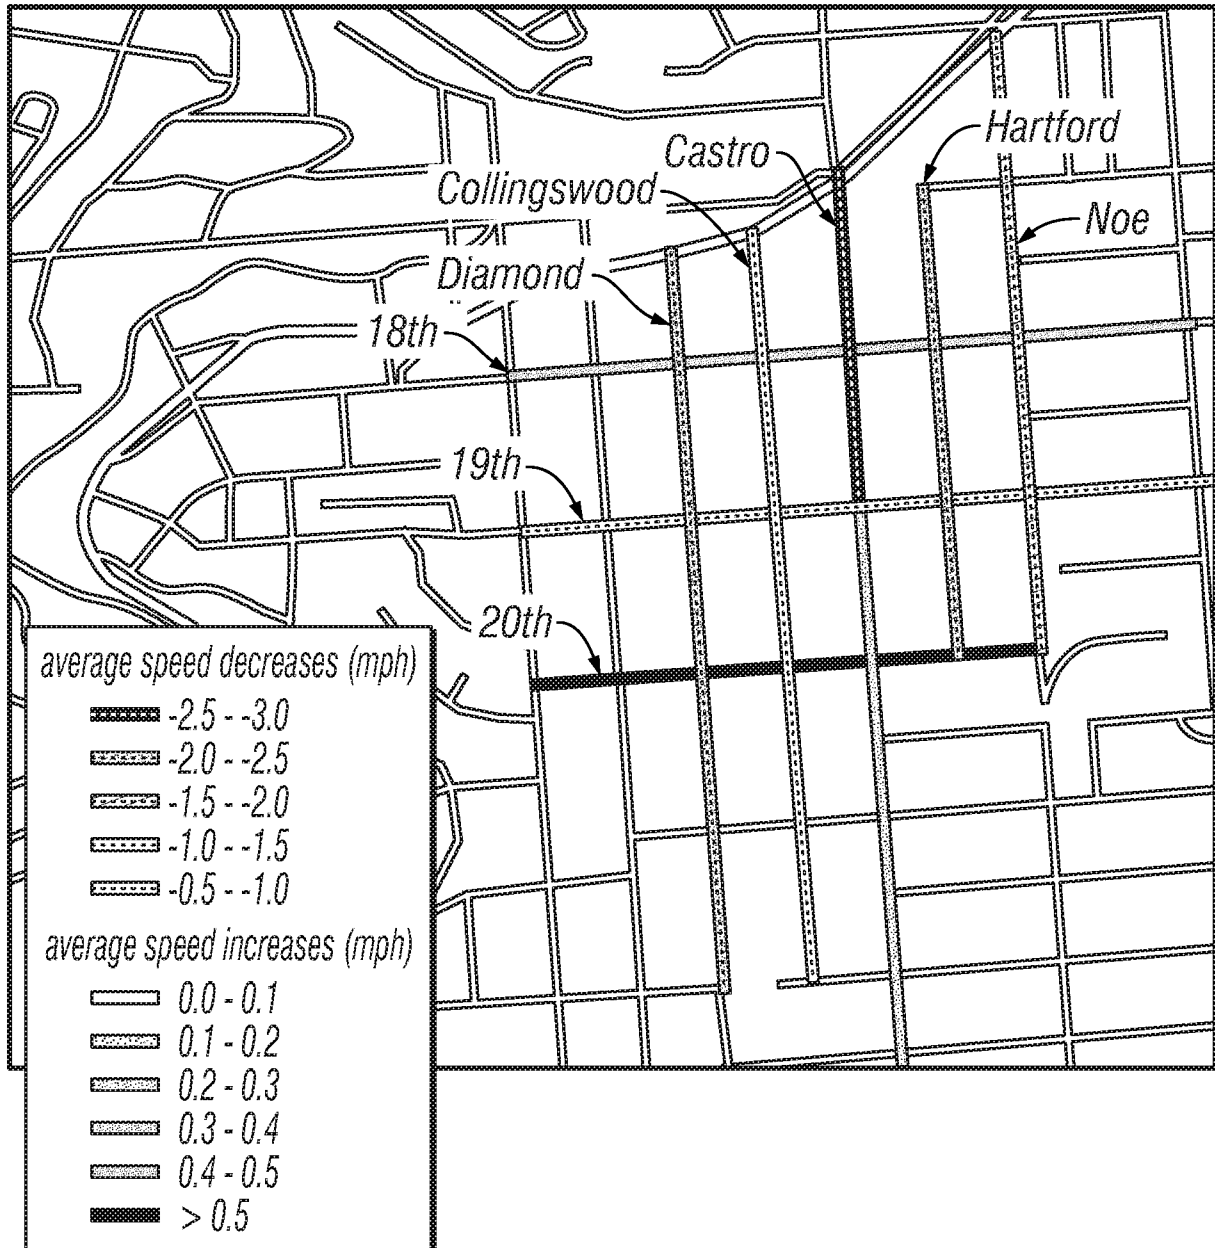 Hartford
Castro
Collingswood
Noe
Diamond
18th
19th
20th
average speed decreases (mph)
-2.5 - -3.0
-2.0 - -2.5
-1.5 - -2.0
-1.0 - -1.5
-0.5 - -1.0
average speed increases (mph)
0.0 - 0.1
0.1 - 0.2
0.2 - 0.3
0.3 - 0.4
0.4 - 0.5
> 0.5